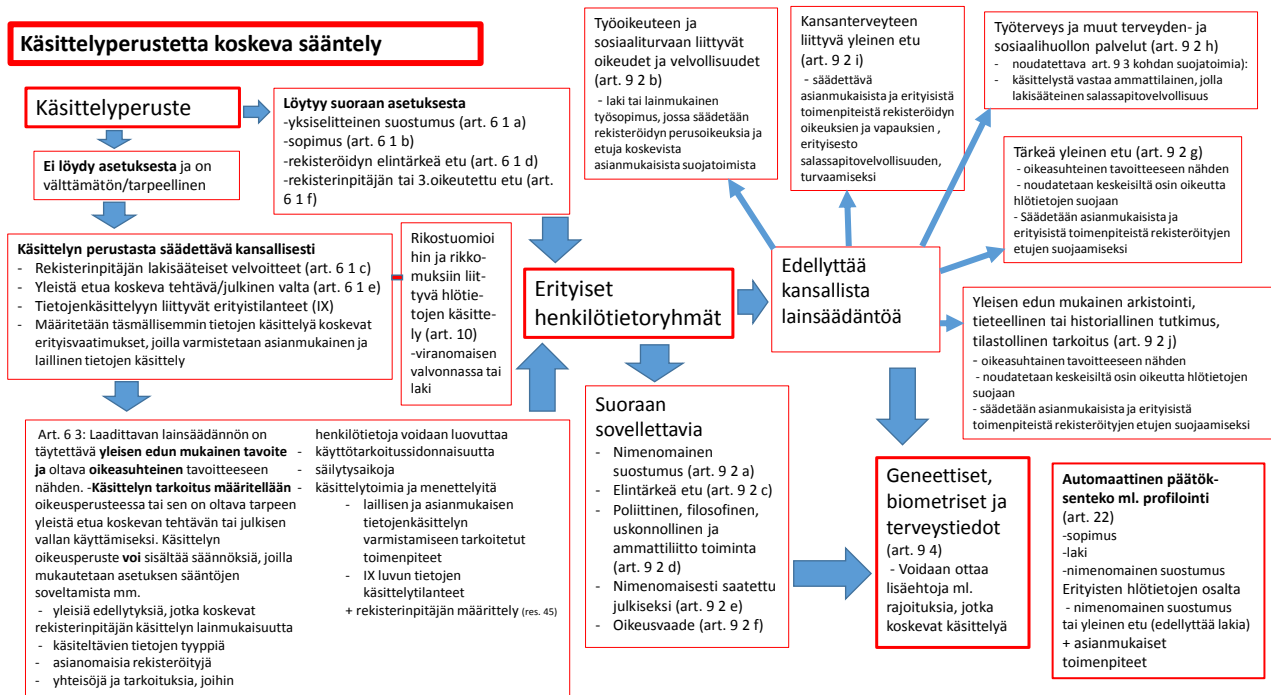 Käsittelyperustetta koskeva sääntely
Käsittelyperuste
Löytyy suoraan asetuksesta
-yksiselitteinen suostumus (art. 6 1 a)
-sopimus (art. 6 1 b)
-rekisteröidyn elintärkeä etu (art. 6 1 d)
-rekisterinpitäjän tai 3.oikeutettu etu (art.
6 1 f)
Ei löydy asetuksesta ja on
välttämätön/tarpeellinen
Käsittelyn perustasta säädettävä kansallisesti
- Rekisterinpitäjän lakisääteiset velvoitteet (art. 6 1 c)
- Yleistä etua koskeva tehtävä/julkinen valta (art. 6 1 e)
- Tietojenkäsittelyyn liittyvät erityistilanteet (IX)
- Määritetään täsmällisemmin tietojen käsittelyä koskevat
erityisvaatimukset, joilla varmistetaan asianmukainen ja
laillinen tietojen käsittely
Rikostuomioi
hin ja rikko-
muksiin liit-
tyvä hlötie-
tojen käsitte-
ly (art. 10)
-viranomaisen
valvonnassa tai
laki
Art. 6 3: Laadittavan lainsäädännön on
täytettävä yleisen edun mukainen tavoite
ja oltava oikeasuhteinen tavoitteeseen
nähden. -Käsittelyn tarkoitus määritellään
oikeusperusteessa tai sen on oltava tarpeen
yleistä etua koskevan tehtävän tai julkisen
vallan käyttämiseksi. Käsittelyn
oikeusperuste voi sisältää säännöksiä, joilla
mukautetaan asetuksen sääntöjen
soveltamista mm.
- yleisiä edellytyksiä, jotka koskevat
rekisterinpitäjän käsittelyn lainmukaisuutta
- käsiteltävien tietojen tyyppiä
- asianomaisia rekisteröityjä
- yhteisöjä ja tarkoituksia, joihin
henkilötietoja voidaan luovuttaa
- käyttötarkoitussidonnaisuutta
- säilytysaikoja
- käsittelytoimia ja menettelyitä
- laillisen ja asianmukaisen
tietojenkäsittelyn
varmistamiseen tarkoitetut
toimenpiteet
- IX luvun tietojen
käsittelytilanteet
+ rekisterinpitäjän määrittely (res. 45)
Erityiset
henkilötietoryhmät
Suoraan
sovellettavia
- Nimenomainen
suostumus (art. 9 2 a)
- Elintärkeä etu (art. 9 2 c)
- Poliittinen, filosofinen,
uskonnollinen ja
ammattiliitto toiminta
(art. 9 2 d)
- Nimenomaisesti saatettu
julkiseksi (art. 9 2 e)
- Oikeusvaade (art. 9 2 f)
Edellyttää
kansallista
lainsäädäntöä
Työoikeuteen ja
sosiaaliturvaan liittyvät
oikeudet ja velvollisuudet
(art. 9 2 b)
- laki tai lainmukainen
työsopimus, jossa säädetään
rekisteröidyn perusoikeuksia ja
etuja koskevista
asianmukaisista suojatoimista
Kansanterveyteen
liittyvä yleinen etu
(art. 9 2 i)
- säädettävä
asianmukaisista ja erityisistä
toimenpiteistä rekisteröidyn
oikeuksien ja vapauksien ,
erityisesto
salassapitovelvollisuuden,
turvaamiseksi
Työterveys ja muut terveyden- ja
sosiaalihuollon palvelut (art. 9 2 h)
- noudatettava art. 9 3 kohdan suojatoimia):
- käsittelystä vastaa ammattilainen, jolla
lakisääteinen salassapitovelvollisuus
Tärkeä yleinen etu (art. 9 2 g)
- oikeasuhteinen tavoitteeseen nähden
- noudatetaan keskeisiltä osin oikeutta
hlötietojen suojaan
- Säädetään asianmukaisista ja
erityisistä toimenpiteistä rekisteröityjen
etujen suojaamiseksi
Yleisen edun mukainen arkistointi,
tieteellinen tai historiallinen tutkimus,
tilastollinen tarkoitus (art. 9 2 j)
- oikeasuhtainen tavoitteeseen nähden
- noudatetaan keskeisiltä osin oikeutta hlötietojen
suojaan
- säädetään asianmukaisista ja erityisistä
toimenpiteistä rekisteröityjen etujen suojaamiseksi
Geneettiset,
biometriset ja
terveystiedot
(art. 9 4)
- Voidaan ottaa
lisäehtoja ml.
rajoituksia, jotka
koskevat käsittelyä
Automaattinen päätök-
senteko ml. profilointi
(art. 22)
-sopimus
-laki
-nimenomainen suostumus
Erityisten hlötietojen osalta
- nimenomainen suostumus
tai yleinen etu (edellyttää lakia)
+ asianmukaiset
toimenpiteet